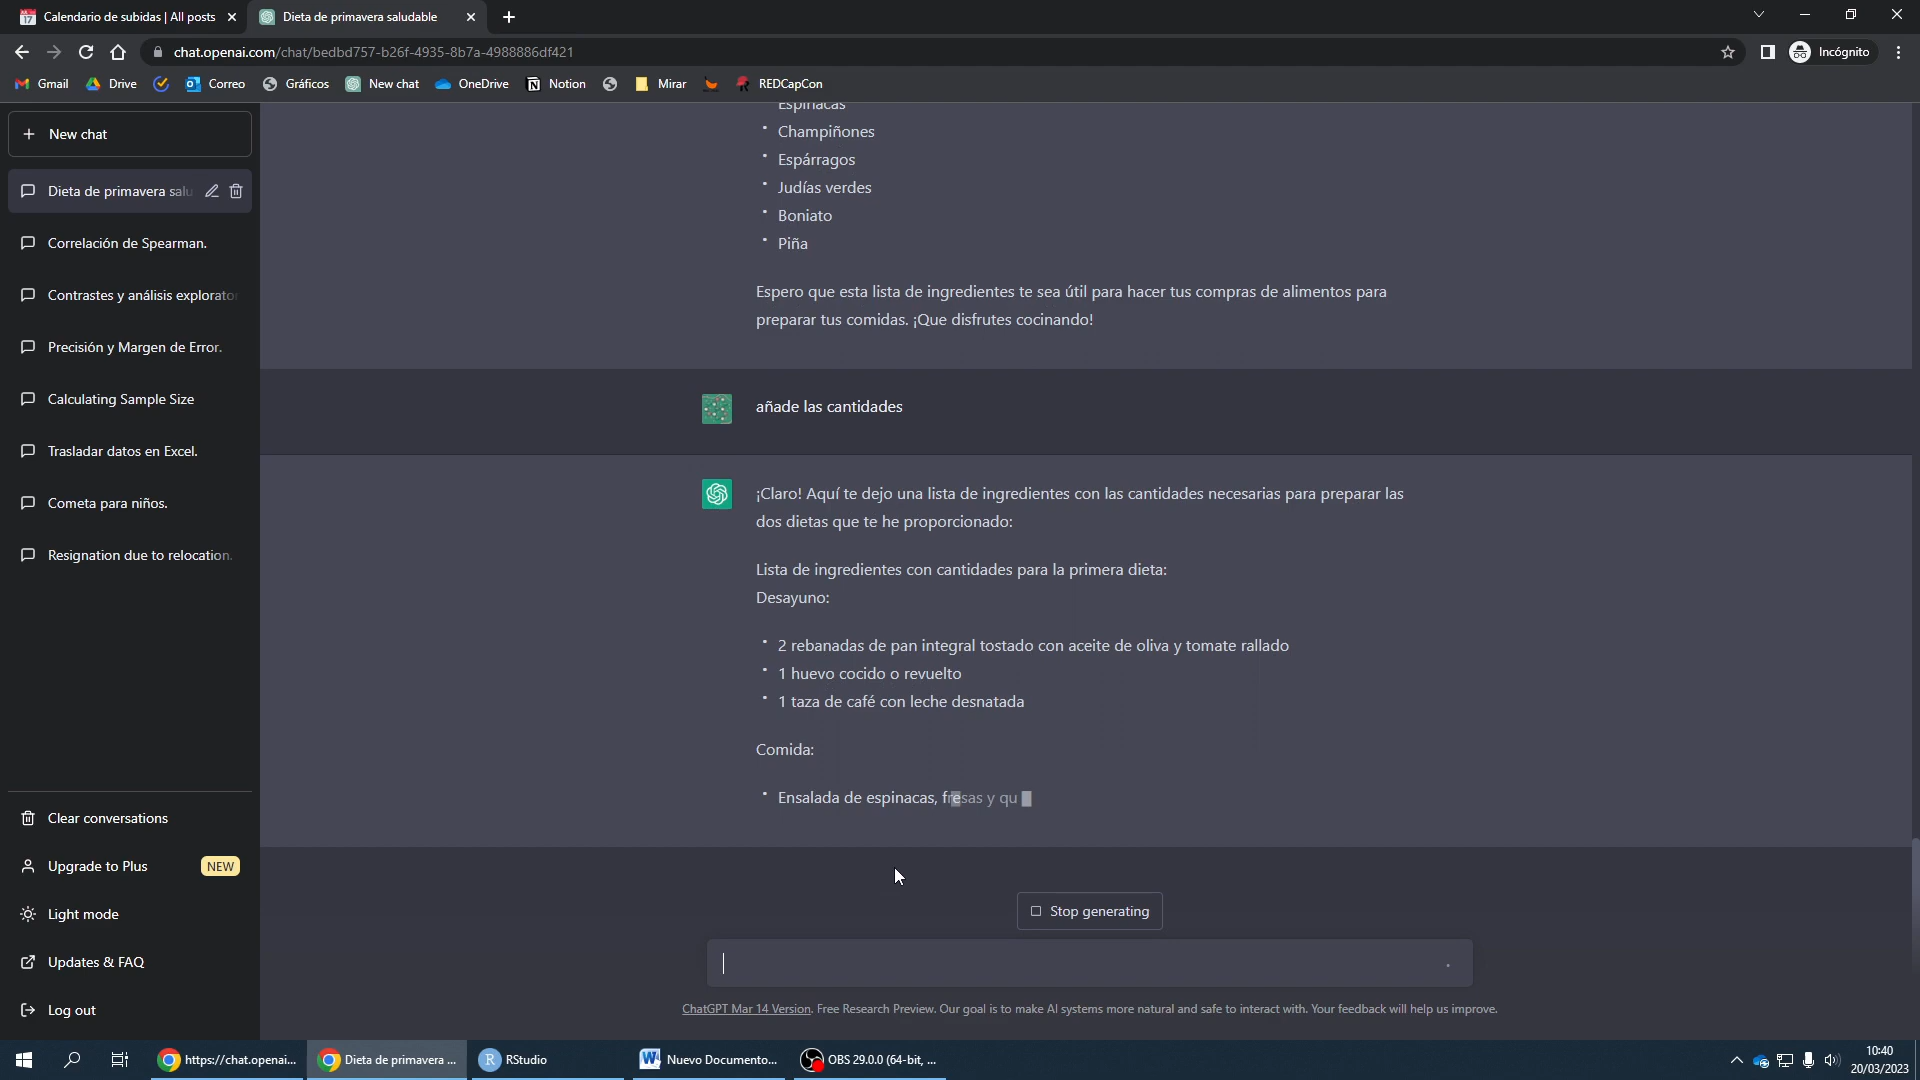 Calendario de subidas | All posts
Dieta de primavera saludable
chat.openai.com/chat/bedbd757-b26f-4935-8b7a-4988886df421
Incógnito
Gmail
Drive
Correo
Gráficos
New chat
OneDrive
Notion
Mirar
REDCapCon
New chat
Dieta de primavera salu
Correlación de Spearman.
Contrastes y análisis explorator
Precisión y Margen de Error.
Calculating Sample Size
Trasladar datos en Excel.
Cometa para niños.
Resignation due to relocation.
Clear conversations
Upgrade to Plus
NEW
Light mode
Updates & FAQ
Log out
Espinacas
• Champiñones
• Espárragos
• Judías verdes
• Boniato
• Piña
Espero que esta lista de ingredientes te sea útil para hacer tus compras de alimentos para
preparar tus comidas. ¡Que disfrutes cocinando!
añade las cantidades
¡Claro! Aquí te dejo una lista de ingredientes con las cantidades necesarias para preparar las
dos dietas que te he proporcionado:
Lista de ingredientes con cantidades para la primera dieta:
Desayuno:
• 2 rebanadas de pan integral tostado con aceite de oliva y tomate rallado
• 1 huevo cocido o revuelto
• 1 taza de café con leche desnatada
Comida:
• Ensalada de espinacas, fresas y qu
Stop generating
ChatGPT Mar 14 Version. Free Research Preview. Our goal is to make AI systems more natural and safe to interact with. Your feedback will help us improve.
https://chat.openai...
Dieta de primavera ...
RStudio
Nuevo Documento...
OBS 29.0.0 (64-bit, ...
10:40
20/03/2023